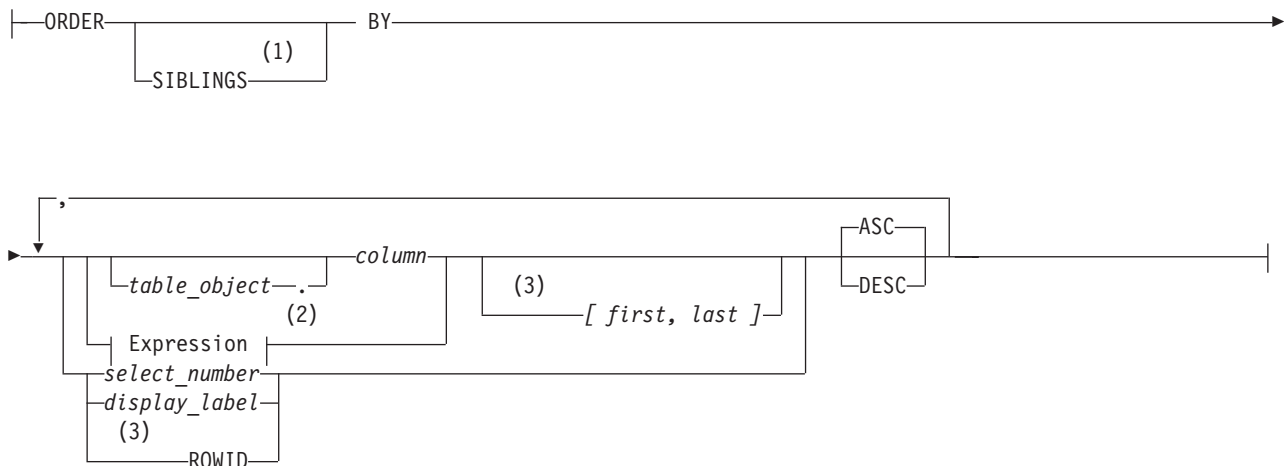 ORDER BY
(1)
SIBLINGS
,
ASC
column
(3) DESC
table_object . [ first, last ]
(2)
Expression
select_number
display_label
(3)
ROWID